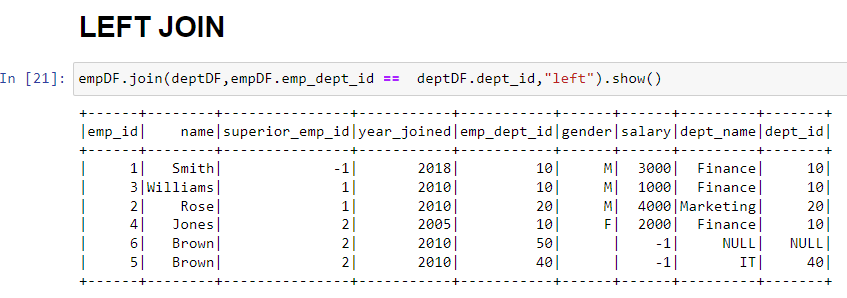 LEFT JOIN
In [21]: empDF.join(deptDF,empDF.emp_dept_id ==  deptDF.dept_id,"left").show()
+------+--------+---------------+-----------+-----------+------+------+---------+-------+
|emp_id|    name|superior_emp_id|year_joined|emp_dept_id|gender|salary|dept_name|dept_id|
+------+--------+---------------+-----------+-----------+------+------+---------+-------+
|     1|   Smith|             -1|       2018|         10|     M|  3000|  Finance|     10|
|     3|Williams|              1|       2010|         10|     M|  1000|  Finance|     10|
|     2|    Rose|              1|       2010|         20|     M|  4000|Marketing|     20|
|     4|   Jones|              2|       2005|         10|     F|  2000|  Finance|     10|
|     6|   Brown|              2|       2010|         50|      |    -1|     NULL|   NULL|
|     5|   Brown|              2|       2010|         40|      |    -1|       IT|     40|
+------+--------+---------------+-----------+-----------+------+------+---------+-------+